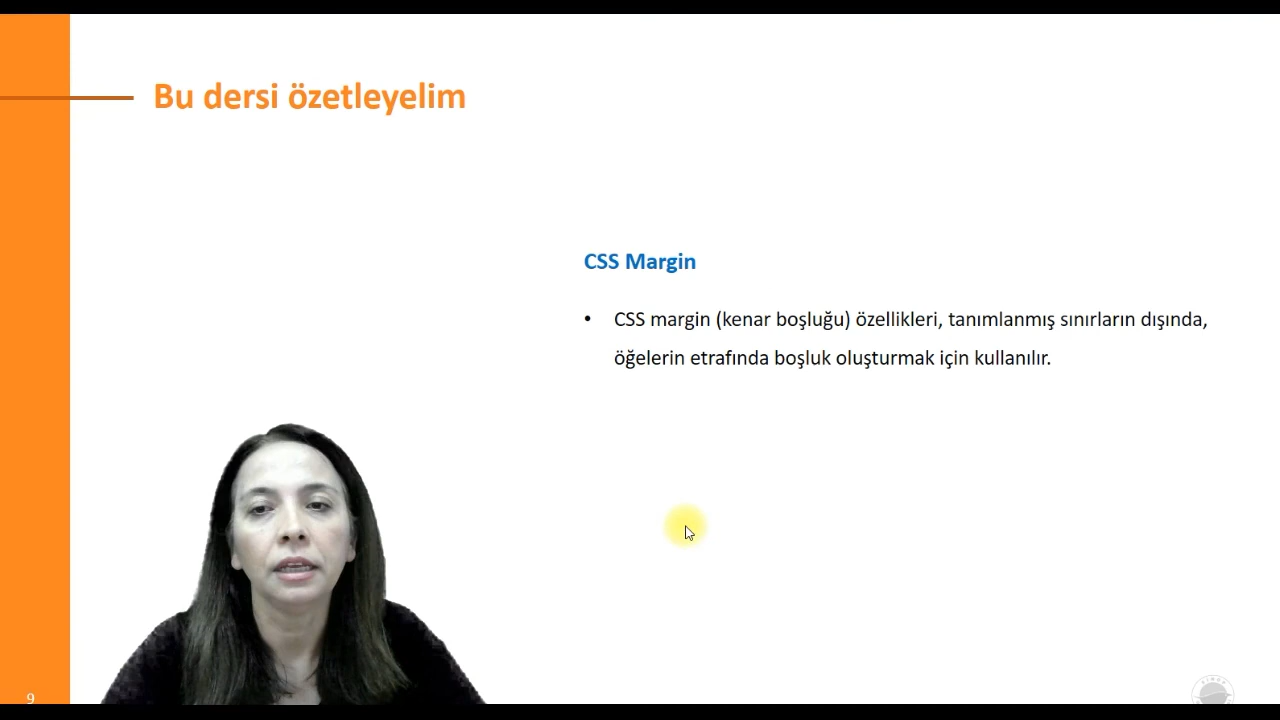 Bu dersi özetleyelim
CSS Margin
• CSS margin (kenar boşluğu) özellikleri, tanımlanmış sınırların dışında,
öğelerin etrafında boşluk oluşturmak için kullanılır.
9